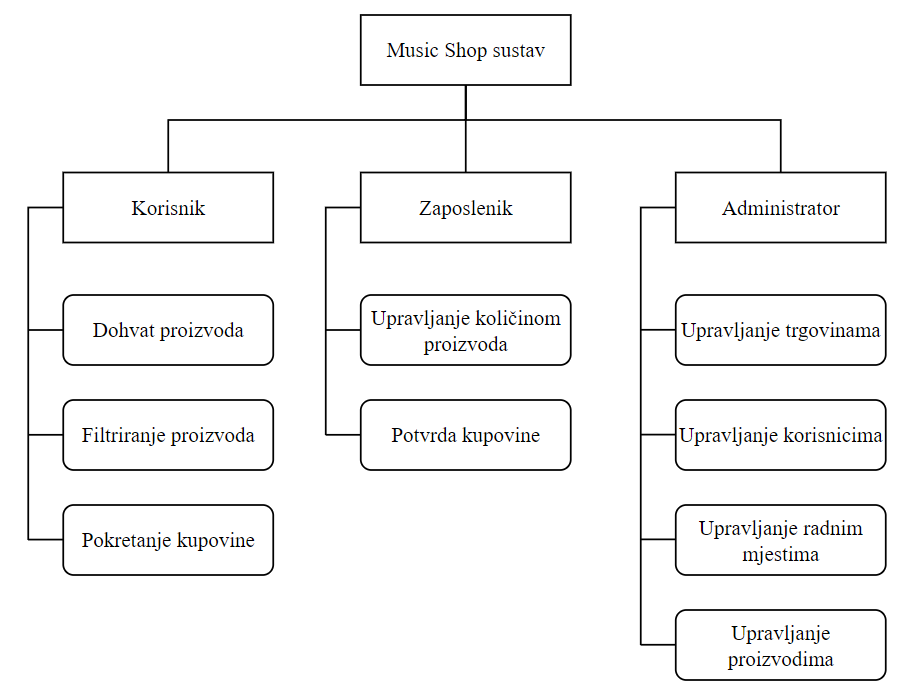 Music Shop sustav
Korisnik
Dohvat proizvoda
Filtriranje proizvoda
Pokretanje kupovine
Zaposlenik
Upravljanje količinom
proizvoda
Potvrda kupovine
Administrator
Upravljanje trgovinama
Upravljanje korisnicima
Upravljanje radnim
mjestima
Upravljanje
proizvodima